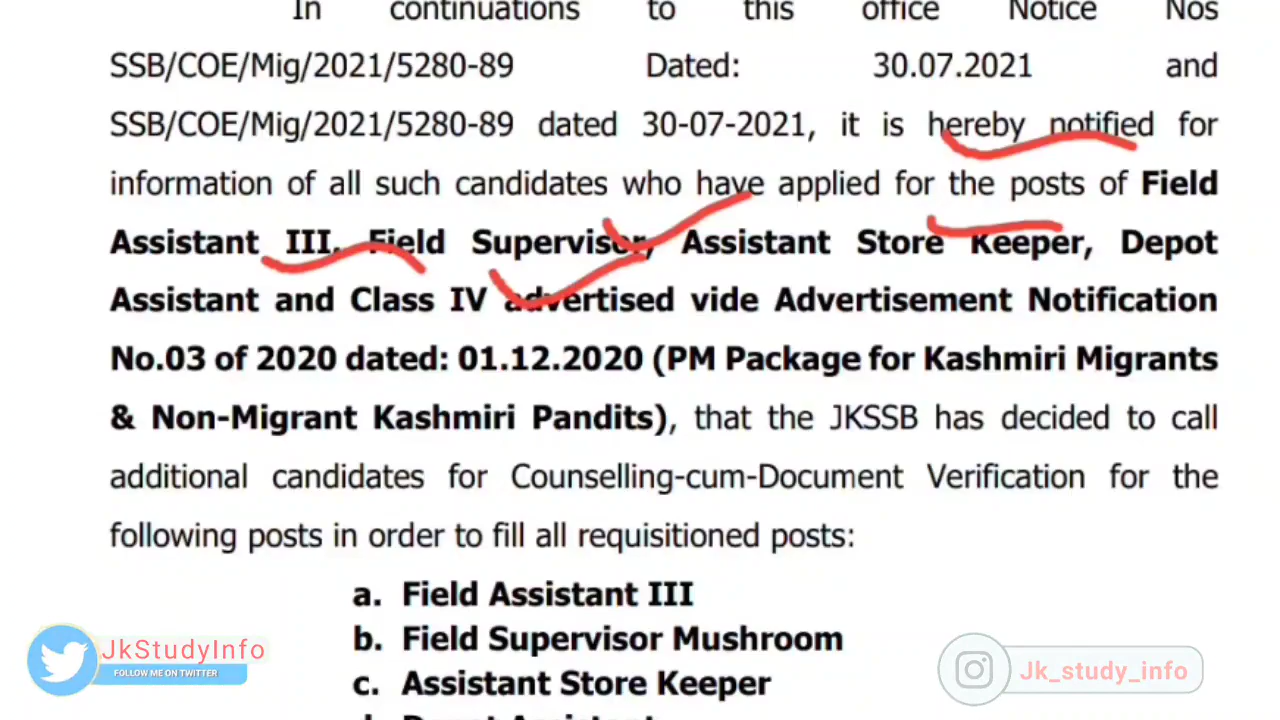 In continuations to this office Notice Nos
SSB/COE/Mig/2021/5280-89 Dated: 30.07.2021 and
SSB/COE/Mig/2021/5280-89 dated 30-07-2021, it is hereby notified for
information of all such candidates who have applied for the posts of Field
Assistant III, Field Supervisor, Assistant Store Keeper, Depot
Assistant and Class IV advertised vide Advertisement Notification
No.03 of 2020 dated: 01.12.2020 (PM Package for Kashmiri Migrants
& Non-Migrant Kashmiri Pandits), that the JKSSB has decided to call
additional candidates for Counselling-cum-Document Verification for the
following posts in order to fill all requisitioned posts:
a. Field Assistant III
b. Field Supervisor Mushroom
c. Assistant Store Keeper
d. Depot Assistant
JkStudyInfo
FOLLOW ME ON TWITTER
Jk_study_info